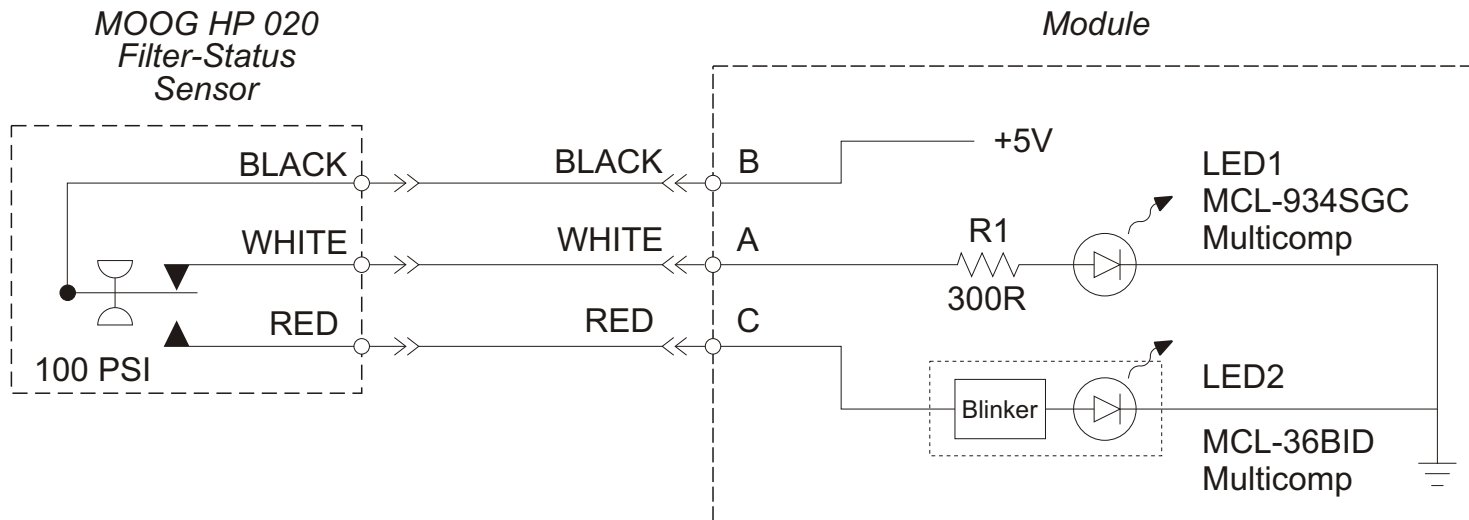 MOOG HP 020
Filter-Status
Sensor
Module
BLACK
BLACK
B
+5V
WHITE
WHITE
A
R1
300R
LED1
MCL-934SGC
Multicomp
RED
RED
C
100 PSI
Blinker
LED2
MCL-36BID
Multicomp